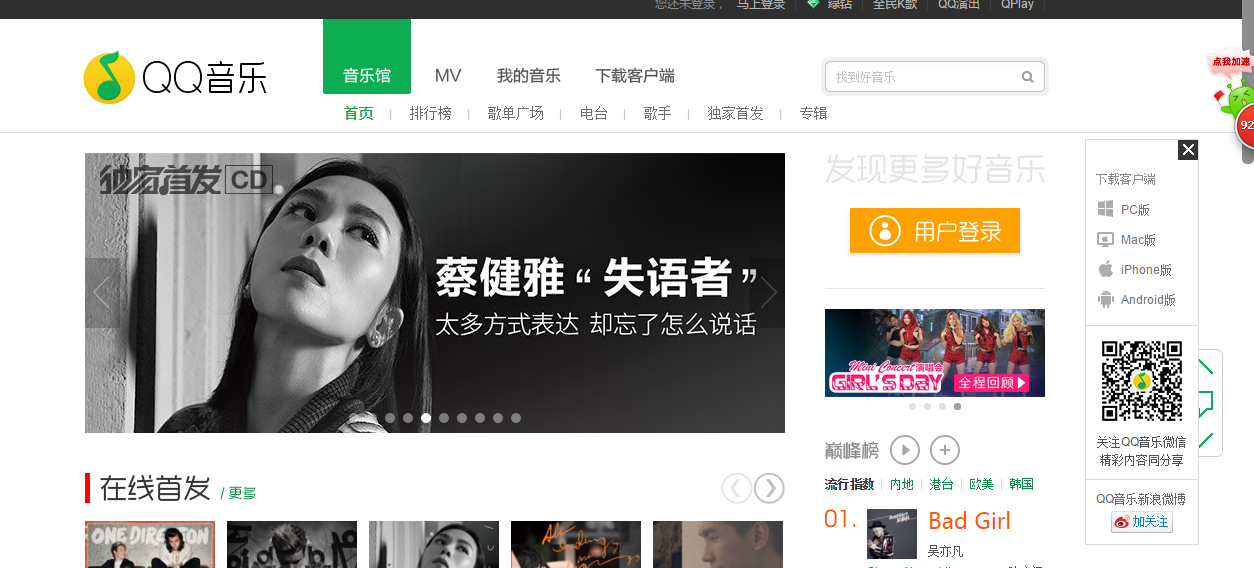 您还未登录，
马上登录
绿钻
全民K歌
QQ演出
QPlay
QQ音乐
音乐馆
MV
我的音乐
下载客户端
找到好音乐
点我加速
92
首页
排行榜
歌单广场
电台
歌手
独家首发
专辑
独家首发 CD
蔡健雅“失语者”
太多方式表达 却忘了怎么说话
发现更多好音乐
用户登录
Mini Concert 演唱会
GIRL'S DAY
全程回顾
下载客户端
PC版
Mac版
iPhone版
Android版
关注QQ音乐微信
精彩内容同分享
QQ音乐新浪微博
加关注
在线首发
/ 更多
ONE DIRECTION
巅峰榜
流行指数
内地
港台
欧美
韩国
01.
Bad Girl
吴亦凡